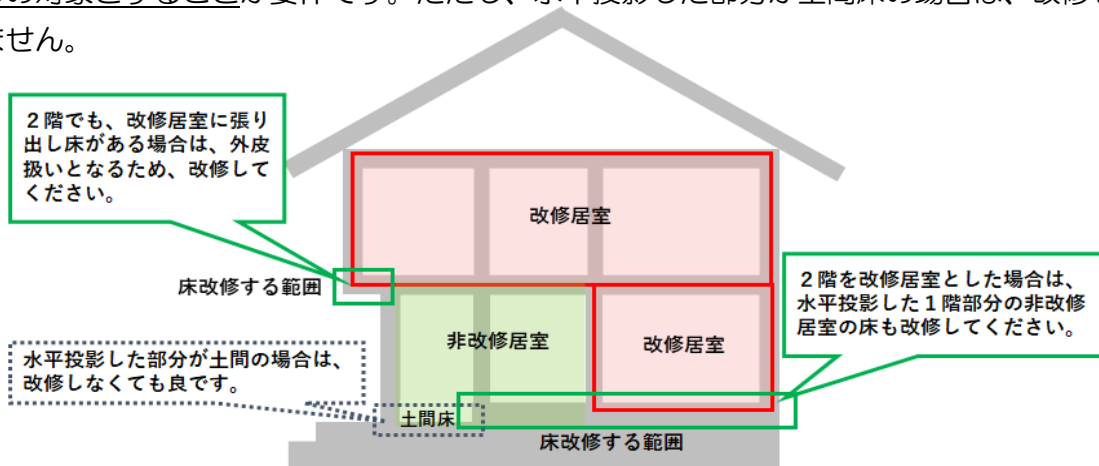 の対象とすることが要件です。ただし、水平投影した部分が土間床の場合は、改修し
ません。
２階でも、改修居室に張り
出し床がある場合は、外皮
扱いとなるため、改修して
ください。
改修居室
床改修する範囲
２階を改修居室とした場合は、
水平投影した１階部分の非改修
居室の床も改修してください。
非改修居室
改修居室
水平投影した部分が土間の場合は、
改修しなくても良です。
土間床
床改修する範囲